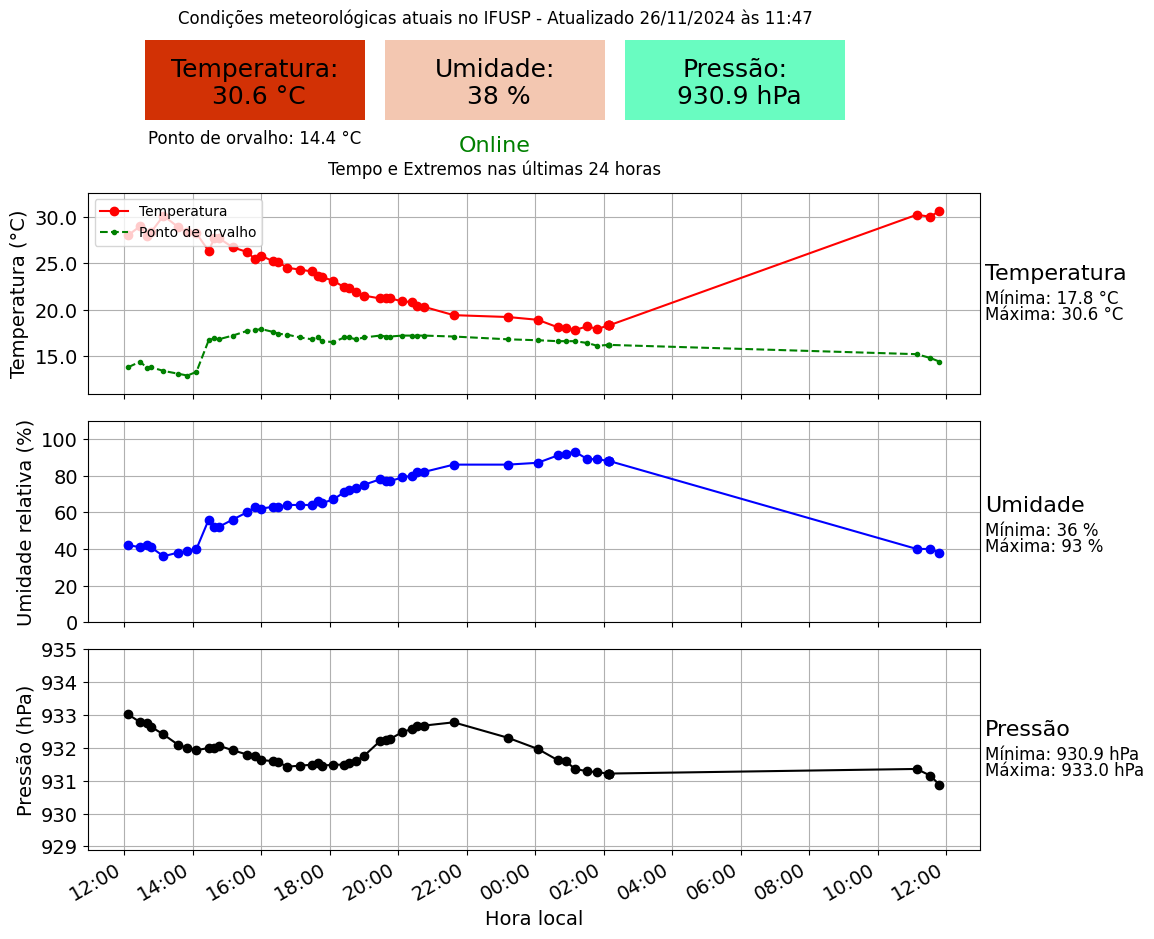 Condições meteorológicas atuais no IFUSP - Atualizado 26/11/2024 às 11:47
Temperatura:
30.6 °C
Umidade:
38 %
Pressão:
930.9 hPa
Ponto de orvalho: 14.4 °C
Online
Tempo e Extremos nas últimas 24 horas
Temperatura (°C)
30.0
25.0
20.0
15.0
Temperatura
Ponto de orvalho
Temperatura
Mínima: 17.8 °C
Máxima: 30.6 °C
Umidade relativa (%)
100
80
60
40
20
0
Umidade
Mínima: 36 %
Máxima: 93 %
Pressão (hPa)
935
934
933
932
931
930
929
Pressão
Mínima: 930.9 hPa
Máxima: 933.0 hPa
12:00 14:00 16:00 18:00 20:00 22:00 00:00 02:00 04:00 06:00 08:00 10:00 12:00
Hora local